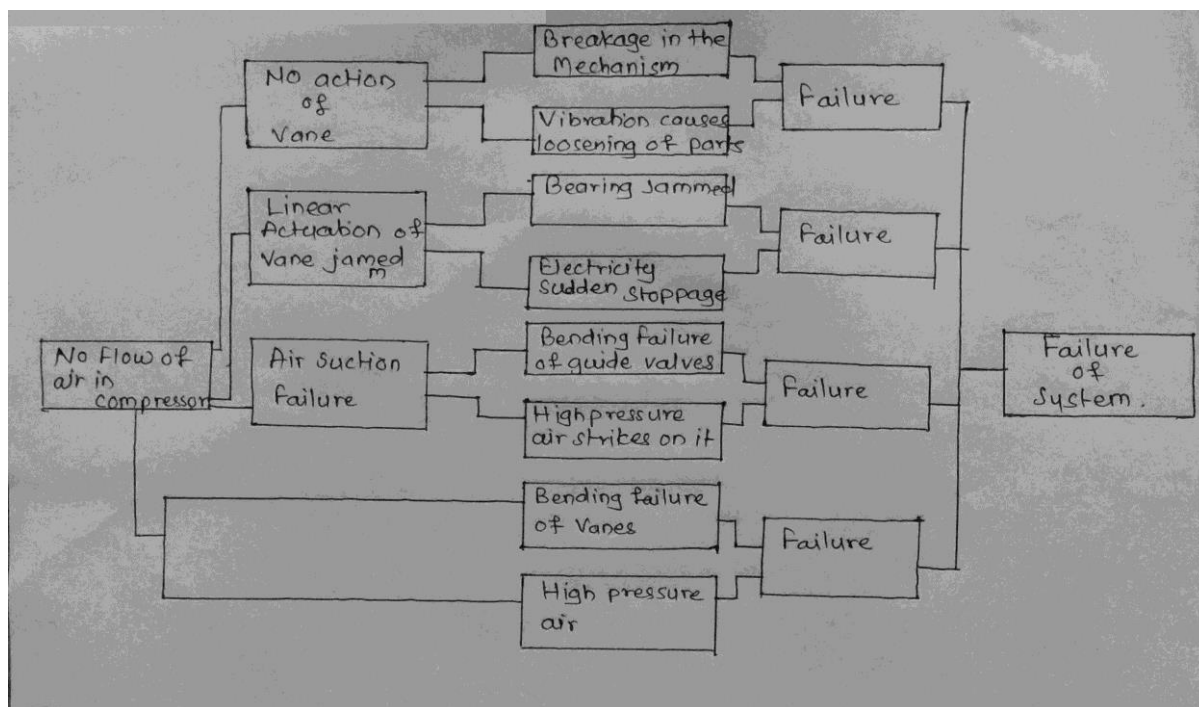 No action
of
Vane
Breakage in the
Mechanism
Vibration causes
loosening of parts
Failure
Linear
Actuation of
Vane jamed
m
Bearing Jammed
Electricity
Sudden Stoppage
Failure
No Flow of
air in
compressor
Air suction
failure
Bending failure
of guide valves
High pressure
air strikes on it
Failure
Failure
of
System.
Bending failure
of Vanes
High pressure
air
Failure